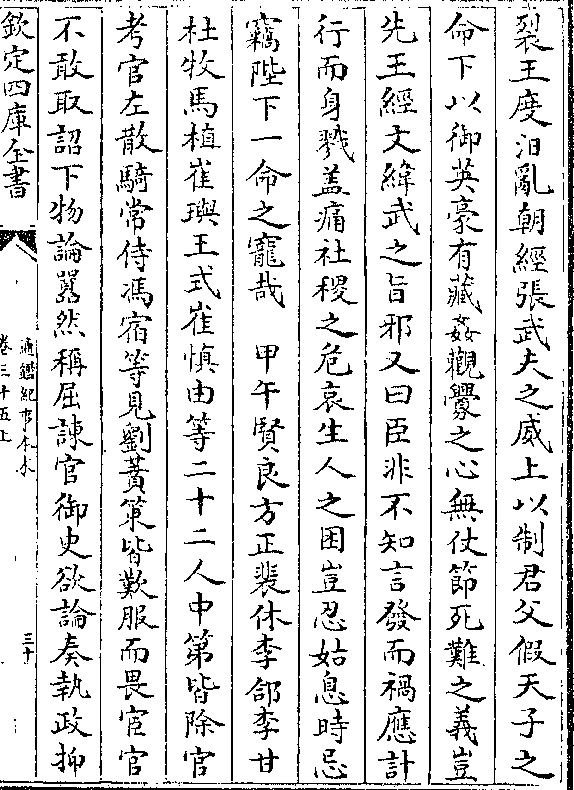 裂王度汨亂朝經張武夫之威上以制君父假天子之
命下以御英豪有藏姦觀釁之心無仗節死難之義豈
先王經文緯武之旨邪又曰臣非不知言發而禍應計
行而身戮盖痛社稷之危哀生人之困豈忍姑息時忌
竊陛下一命之寵哉　甲午賢良方正裴休李郃李甘
杜牧馬植崔璵王式崔慎由等二十二人中第皆除官
考官左散騎常侍馮宿等見劉蕡策皆歎服而畏宦官
不敢取詔下物論囂然稱屈諫官御史欲論奏執政抑
欽定四庫全書
通鑑紀事本末
卷三十五上
三十